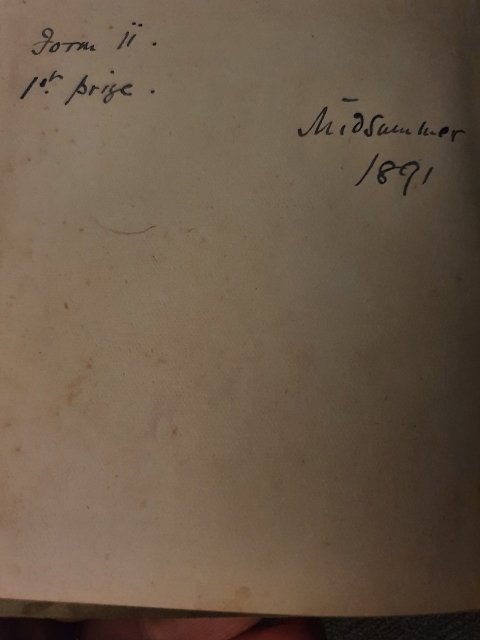 Form ii.
1st prize.
Midsummer
1891